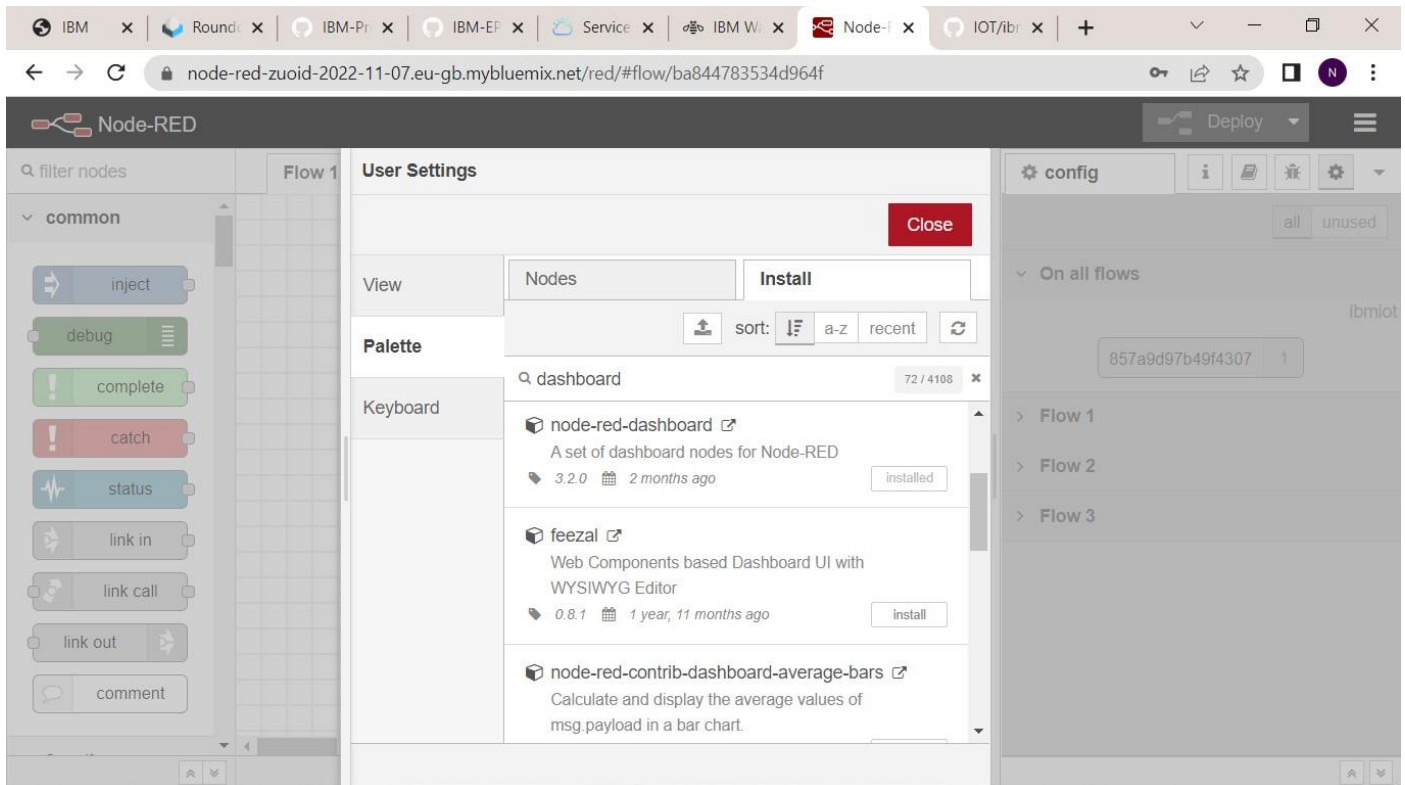 IBM
Round
IBM-Pr
IBM-EP
Service
IBM W
Node-
IOT/ib
node-red-zuoid-2022-11-07.eu-gb.mybluemix.net/red/#flow/ba844783534d964f
N
Node-RED
Deploy
filter nodes
common
inject
debug
complete
catch
status
link in
link call
link out
comment
Flow 1
User Settings
Close
View
Palette
Keyboard
Nodes
Install
sort:
a-z
recent
dashboard
72 / 4108
node-red-dashboard
A set of dashboard nodes for Node-RED
3.2.0 2 months ago
installed
feezal
Web Components based Dashboard UI with
WYSIWYG Editor
0.8.1 1 year, 11 months ago
install
node-red-contrib-dashboard-average-bars
Calculate and display the average values of
msg.payload in a bar chart.
config
i
all
unused
On all flows
ibmiot
857a9d97b49f4307 1
Flow 1
Flow 2
Flow 3